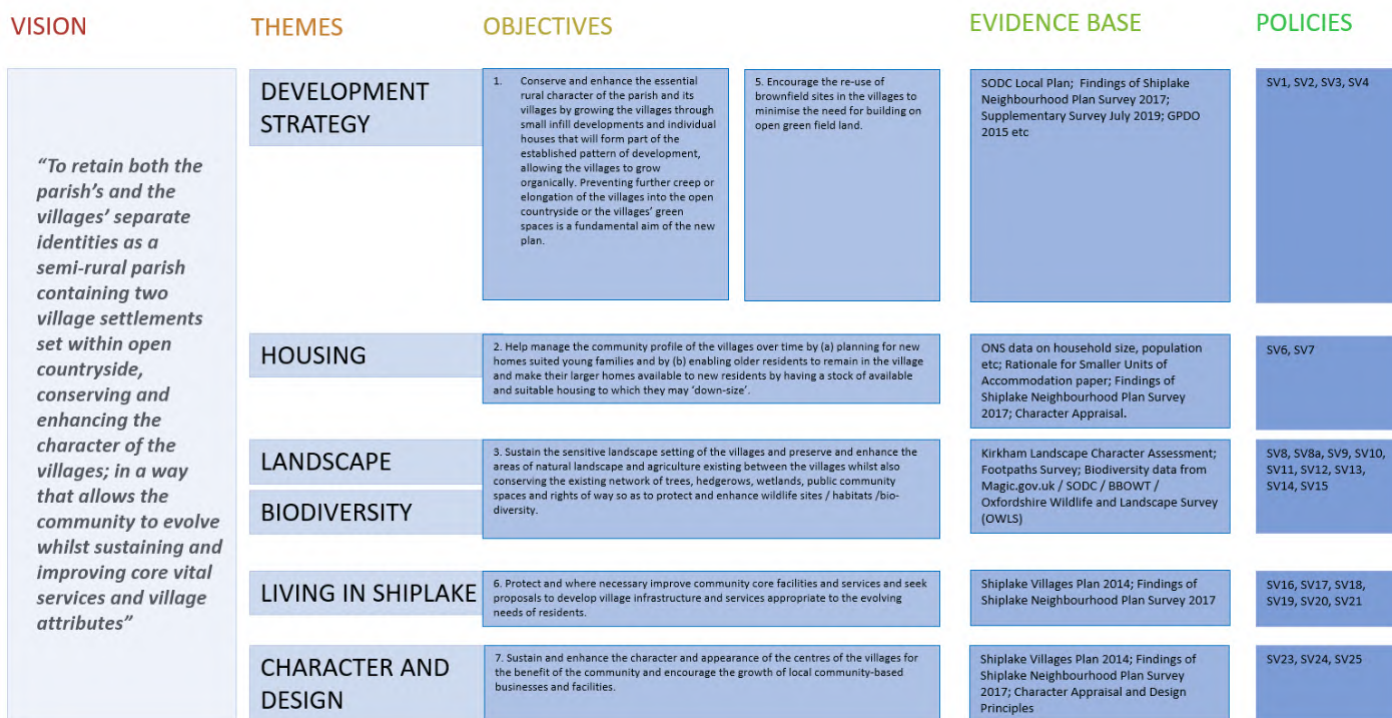 VISION
THEMES
OBJECTIVES
EVIDENCE BASE
POLICIES
“To retain both the
parish’s and the
villages’ separate
identities as a
semi-rural parish
containing two
village settlements
set within open
countryside,
conserving and
enhancing the
character of the
villages; in a way
that allows the
community to evolve
whilst sustaining and
improving core vital
services and village
attributes”
DEVELOPMENT
STRATEGY
1. Conserve and enhance the essential
rural character of the parish and its
villages by growing the villages through
small infill developments and individual
houses that will form part of the
established pattern of development,
allowing the villages to grow
organically. Preventing further creep or
elongation of the villages into the open
countryside or the villages’ green
spaces is a fundamental aim of the new
plan.
5. Encourage the re-use of
brownfield sites in the villages to
minimise the need for building on
open green field land.
SODC Local Plan; Findings of Shiplake
Neighbourhood Plan Survey 2017;
Supplementary Survey July 2019; GPDO
2015 etc
SV1, SV2, SV3, SV4
HOUSING
2. Help manage the community profile of the villages over time by (a) planning for new
homes suited young families and by (b) enabling older residents to remain in the village
and make their larger homes available to new residents by having a stock of available
and suitable housing to which they may ‘down-size’.
ONS data on household size, population
etc; Rationale for Smaller Units of
Accommodation paper; Findings of
Shiplake Neighbourhood Plan Survey
2017; Character Appraisal.
SV6, SV7
LANDSCAPE
BIODIVERSITY
3. Sustain the sensitive landscape setting of the villages and preserve and enhance the
areas of natural landscape and agriculture existing between the villages whilst also
conserving the existing network of trees, hedgerows, wetlands, public community
spaces and rights of way so as to protect and enhance wildlife sites / habitats /bio-
diversity.
Kirkham Landscape Character Assessment;
Footpaths Survey; Biodiversity data from
Magic.gov.uk / SODC / BBOWT /
Oxfordshire Wildlife and Landscape Survey
(OWLS)
SV8, SV8a, SV9, SV10,
SV11, SV12, SV13,
SV14, SV15
LIVING IN SHIPLAKE
6. Protect and where necessary improve community core facilities and services and seek
proposals to develop village infrastructure and services appropriate to the evolving
needs of residents.
Shiplake Villages Plan 2014; Findings of
Shiplake Neighbourhood Plan Survey 2017
SV16, SV17, SV18,
SV19, SV20, SV21
CHARACTER AND
DESIGN
7. Sustain and enhance the character and appearance of the centres of the villages for
the benefit of the community and encourage the growth of local community-based
businesses and facilities.
Shiplake Villages Plan 2014; Findings of
Shiplake Neighbourhood Plan Survey
2017; Character Appraisal and Design
Principles
SV23, SV24, SV25